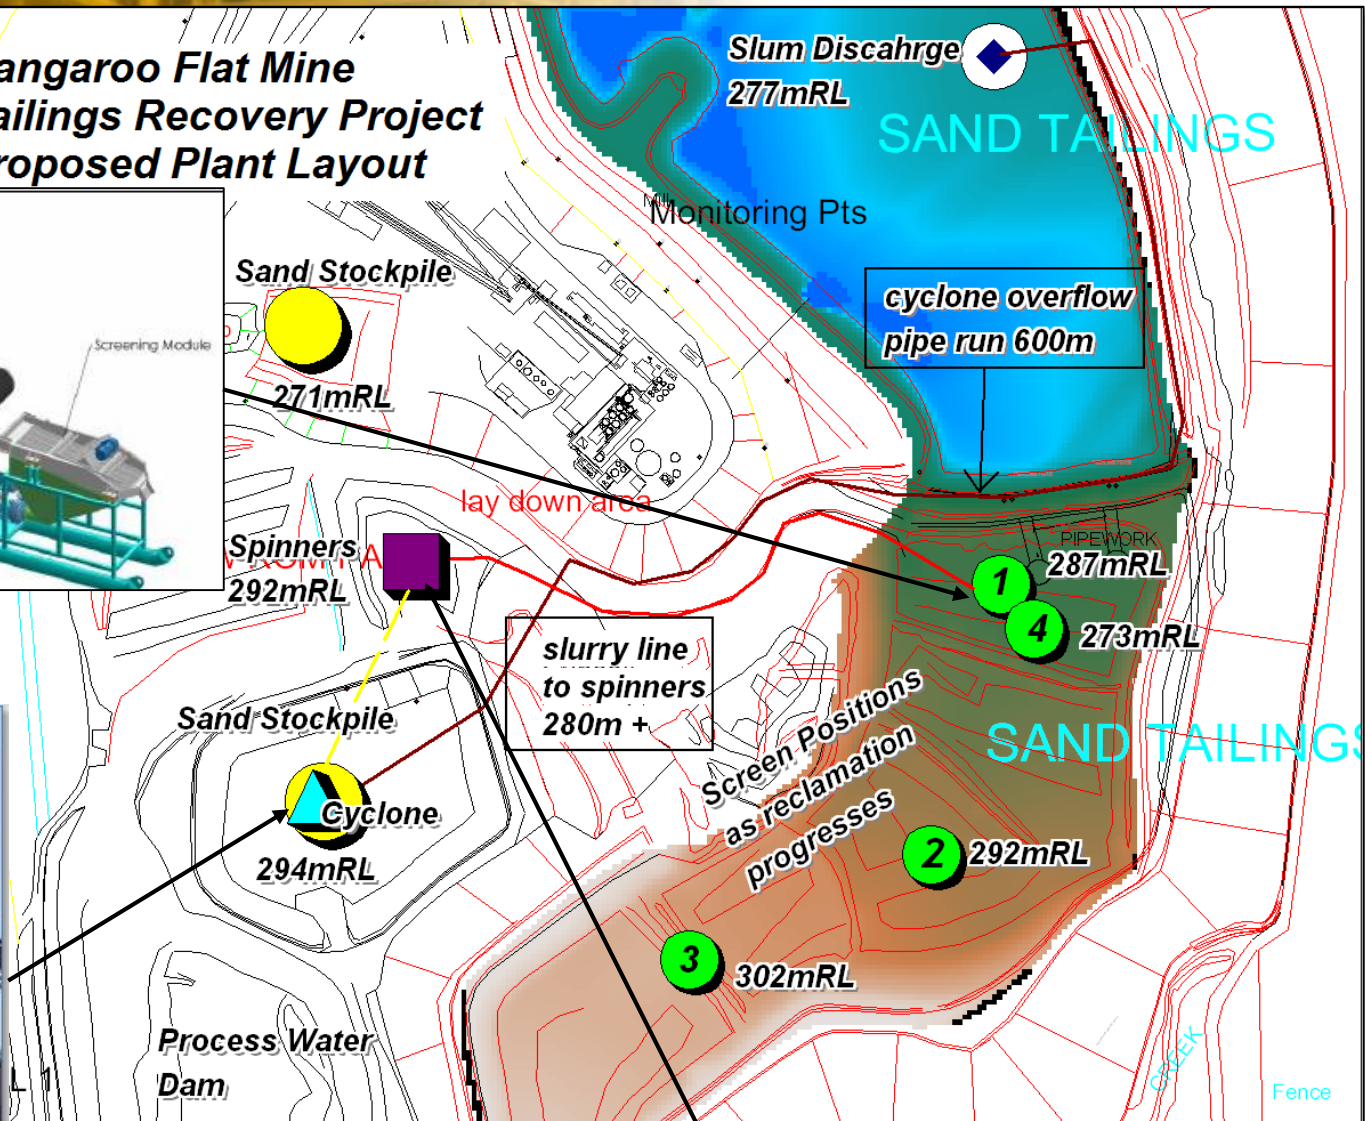 angaroo Flat Mine
ailings Recovery Project
roposed Plant Layout
Slum Discahrge
277mRL
SAND TAILINGS
Mill
Monitoring Pts
Sand Stockpile
271mRL
cyclone overflow
pipe run 600m
Screening Module
lay down area
PIPEWORK
287mRL
Spinners
292mRL
1
4
273mRL
slurry line
to spinners
280m +
Sand Stockpile
Screen Positions
as reclamation
progresses
SAND TAILINGS
Cyclone
294mRL
2
292mRL
3
302mRL
Process Water
Dam
L 1
CREEK
Fence